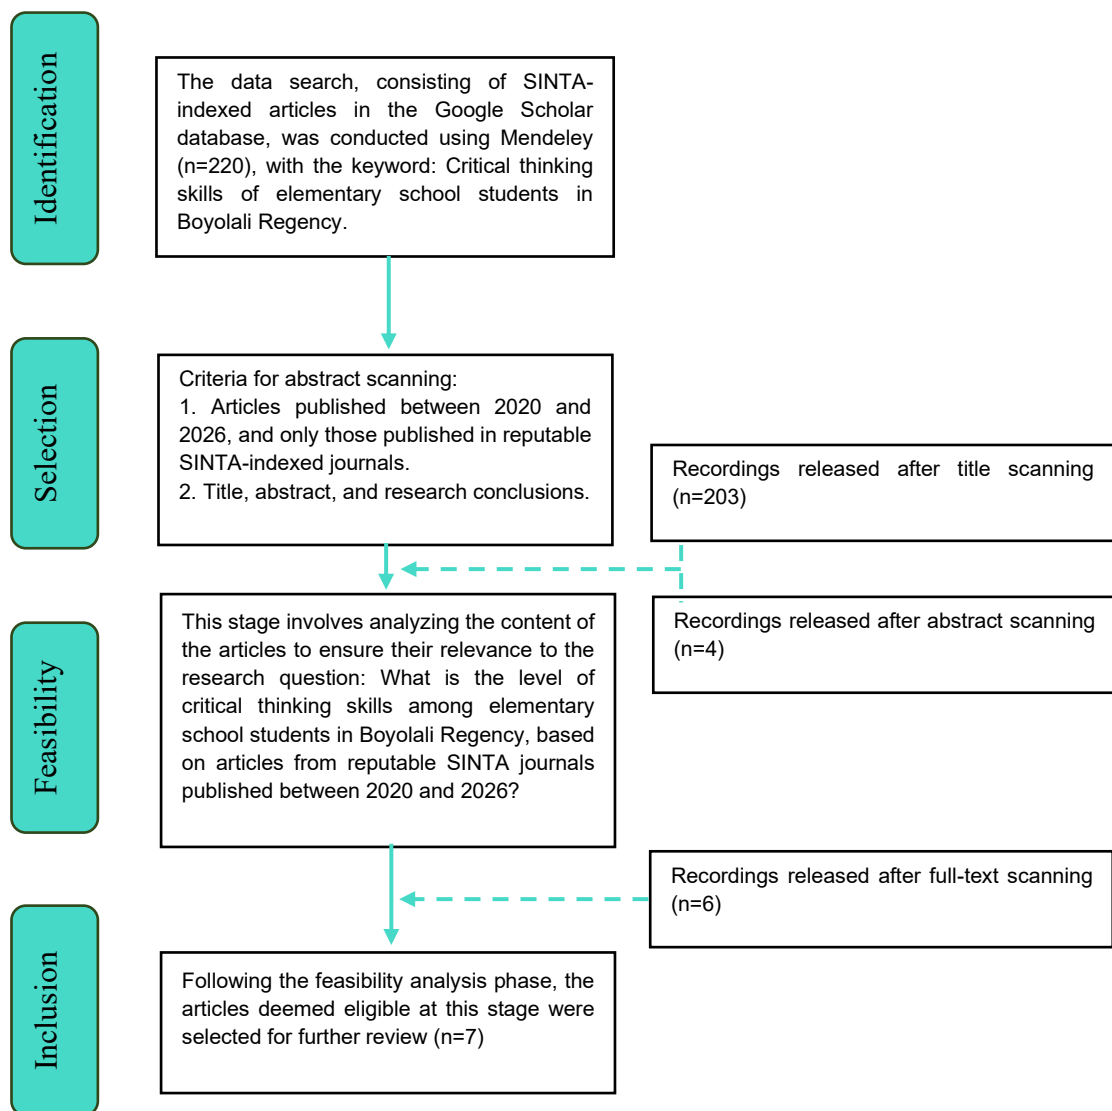 Identification
The data search, consisting of SINTA-
indexed articles in the Google Scholar
database, was conducted using Mendeley
(n=220), with the keyword: Critical thinking
skills of elementary school students in
Boyolali Regency.
Selection
Criteria for abstract scanning:
1. Articles published between 2020 and
2026, and only those published in reputable
SINTA-indexed journals.
2. Title, abstract, and research conclusions.
Recordings released after title scanning
(n=203)
Feasibility
This stage involves analyzing the content of
the articles to ensure their relevance to the
research question: What is the level of
critical thinking skills among elementary
school students in Boyolali Regency, based
on articles from reputable SINTA journals
published between 2020 and 2026?
Recordings released after abstract scanning
(n=4)
Recordings released after full-text scanning
(n=6)
Inclusion
Following the feasibility analysis phase, the
articles deemed eligible at this stage were
selected for further review (n=7)